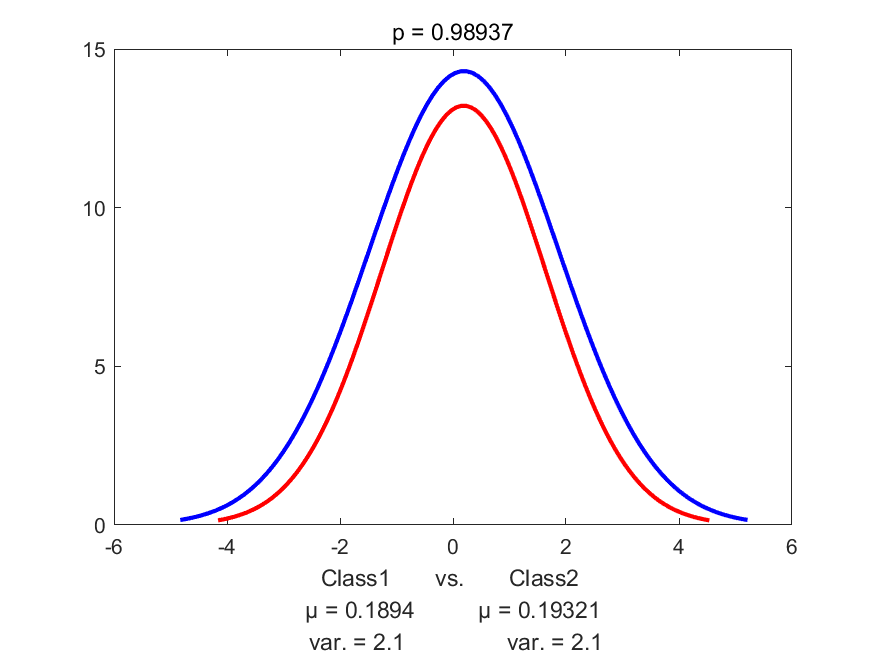 p = 0.98937
15
10
5
0
-6 -4 -2 0 2 4 6
Class1 vs. Class2
μ = 0.1894 μ = 0.19321
var. = 2.1 var. = 2.1